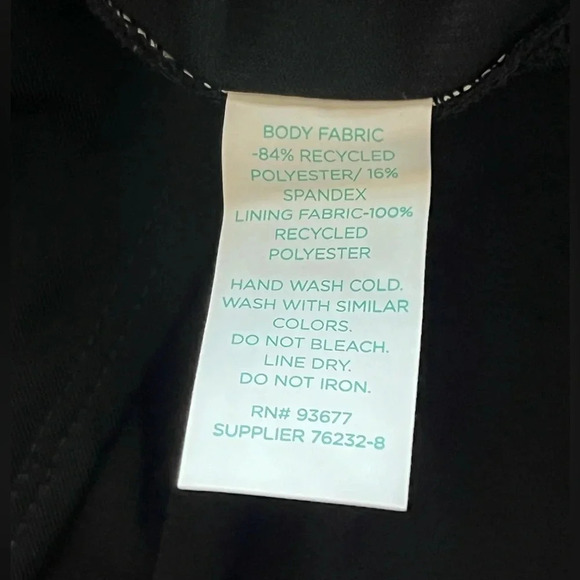 BODY FABRIC
-84% RECYCLED
POLYESTER/ 16%
SPANDEX
LINING FABRIC-100%
RECYCLED
POLYESTER
HAND WASH COLD.
WASH WITH SIMILAR
COLORS.
DO NOT BLEACH.
LINE DRY.
DO NOT IRON.
RN# 93677
SUPPLIER 76232-8